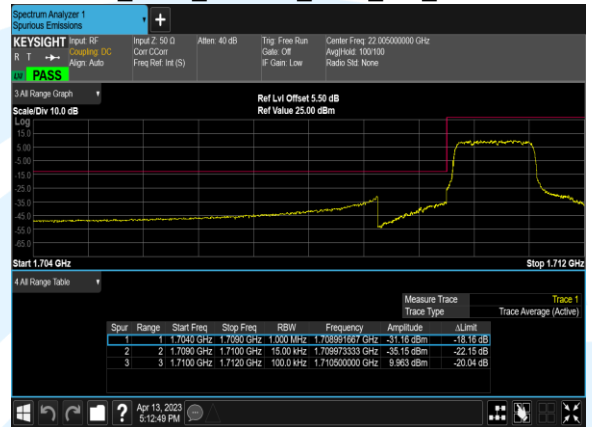 Spectrum Analyzer 1
Spurious Emissions
+
KEYSIGHT
R T
LXI PASS
Input: RF
Coupling: DC
Align: Auto
Input Z: 50 Ω
Corr CCorr
Freq Ref: Int (S)
Atten: 40 dB
Trig: Free Run
Gate: Off
IF Gain: Low
Center Freq: 22.005000000 GHz
Avg|Hold: 100/100
Radio Std: None
3 All Range Graph
Ref Lvl Offset 5.50 dB
Scale/Div 10.0 dB
Ref Value 25.00 dBm
Log
15.0
5.00
-5.00
-15.0
-25.0
-35.0
-45.0
-55.0
-65.0
Start 1.704 GHz
Stop 1.712 GHz
4 All Range Table
Measure Trace Trace 1
Trace Type Trace Average (Active)
Spur Range Start Freq Stop Freq RBW Frequency Amplitude ΔLimit
1 1 1.7040 GHz 1.7090 GHz 1.000 MHz 1.708991667 GHz -31.16 dBm -18.16 dB
2 2 1.7090 GHz 1.7100 GHz 15.00 kHz 1.709973333 GHz -35.15 dBm -22.15 dB
3 3 1.7100 GHz 1.7120 GHz 100.0 kHz 1.710500000 GHz 9.963 dBm -20.04 dB
?
Apr 13, 2023
5:12:49 PM